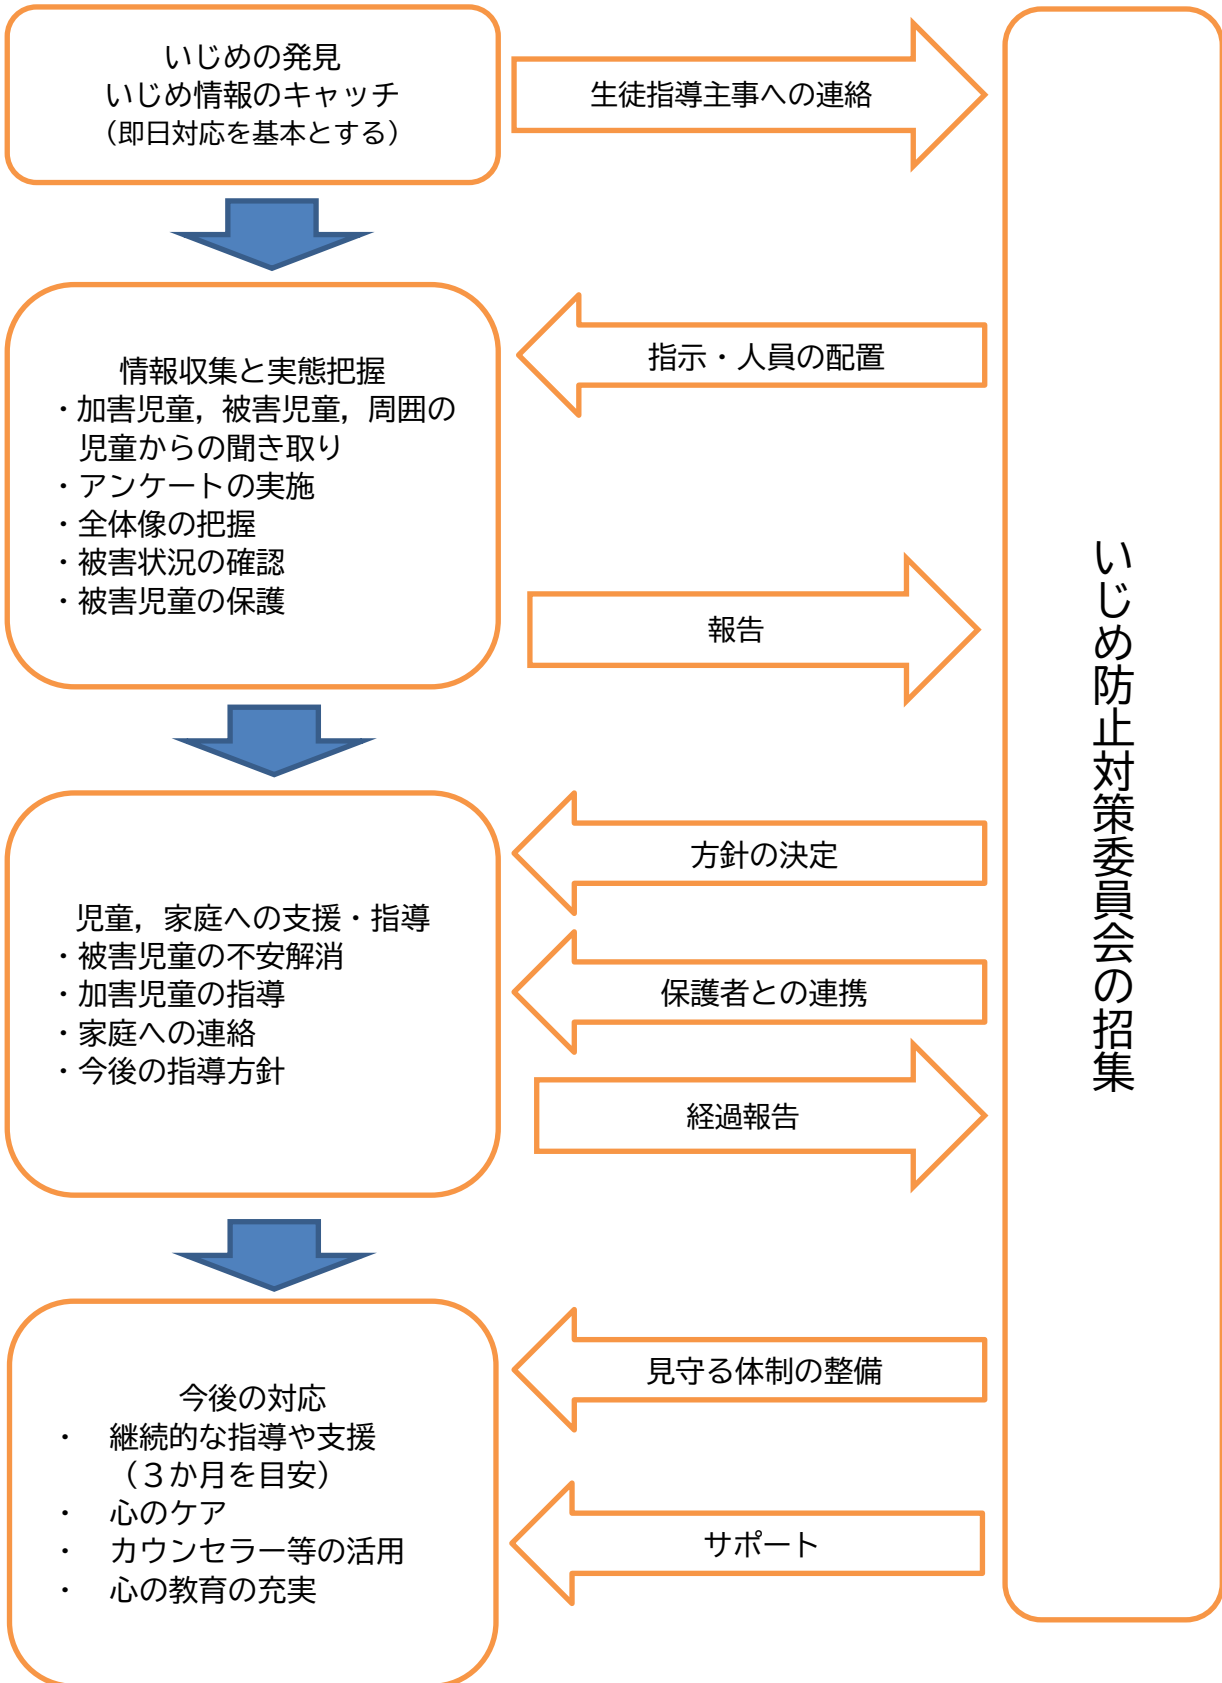 いじめの発見
いじめ情報のキャッチ
（即日対応を基本とする）
生徒指導主事への連絡
指示・人員の配置
情報収集と実態把握
・加害児童，被害児童，周囲の
児童からの聞き取り
・アンケートの実施
・全体像の把握
・被害状況の確認
・被害児童の保護
報告
方針の決定
児童，家庭への支援・指導
・被害児童の不安解消
・加害児童の指導
・家庭への連絡
・今後の指導方針
保護者との連携
経過報告
見守る体制の整備
今後の対応
・　継続的な指導や支援
（３か月を目安）
・　心のケア
・　カウンセラー等の活用
・　心の教育の充実
サポート
いじめ防止対策委員会の招集